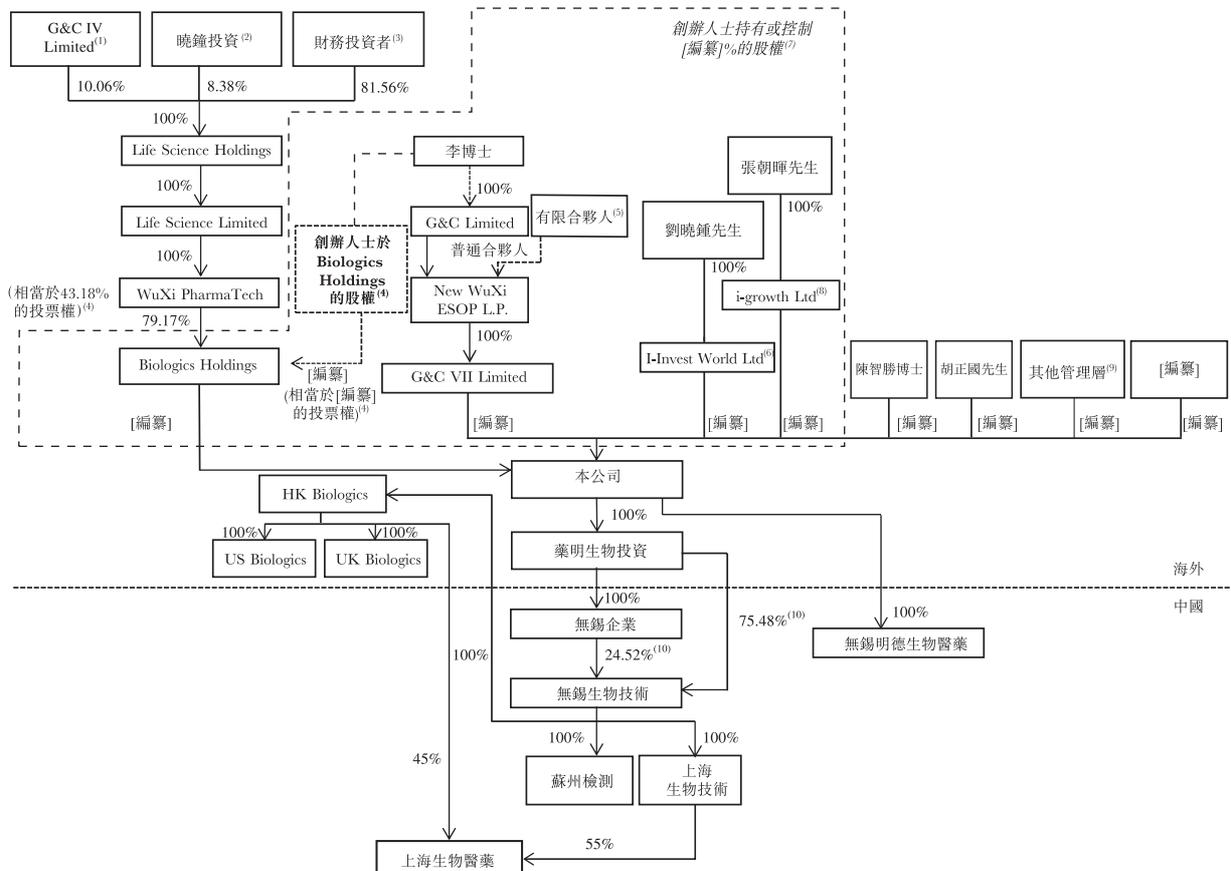 G&C IV
Limited(1)
曉鐘投資(2)
財務投資者(3)
創辦人士持有或控制
[編纂]%的股權(7)
10.06%
8.38%
81.56%
100%
Life Science Holdings
李博士
張朝暉先生
100%
100%
100%
Life Science Limited
G&C Limited
有限合夥人(5)
劉曉鍾先生
創辦人士於
Biologics
Holdings
的股權(4)
普通合夥人
100%
100%
(相當於43.18%
的投票權)(4)
WuXi PharmaTech
New WuXi
ESOP L.P.
i-growth Ltd(8)
79.17%
100%
Biologics Holdings
[編纂]
(相當於[編纂]
的投票權)(4)
G&C VII Limited
I-Invest World Ltd(6)
陳智勝博士
胡正國先生
其他管理層(9)
[編纂]
[編纂]
[編纂]
[編纂]
[編纂]
[編纂]
[編纂]
[編纂]
[編纂]
本公司
HK Biologics
100%
100%
100%
US Biologics
UK Biologics
藥明生物投資
海外
中國
100%
75.48%(10)
100%
無錫企業
無錫明德生物醫藥
24.52%(10)
100%
無錫生物技術
100%
100%
45%
蘇州檢測
上海
生物技術
55%
上海生物醫藥